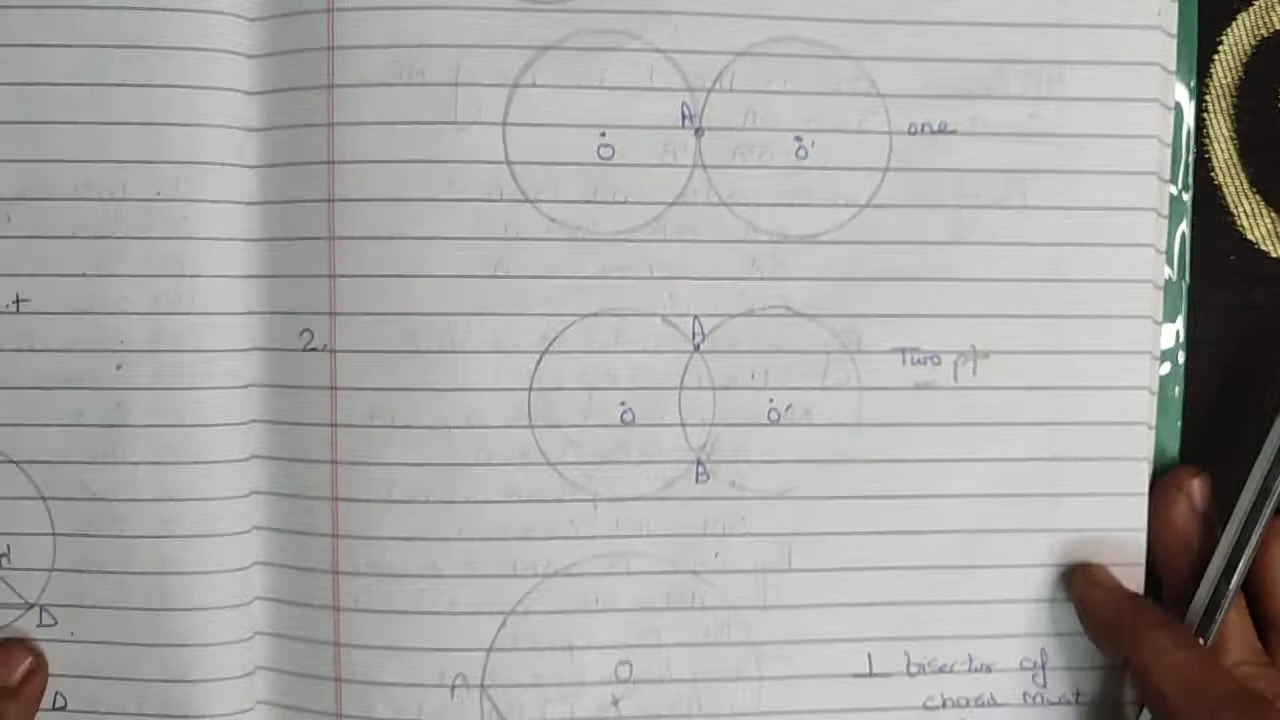 A
O
O'
one
.t
2.
A
O
O'
Two pt
B
D
O
⊥ bisector of
A
chord must
D